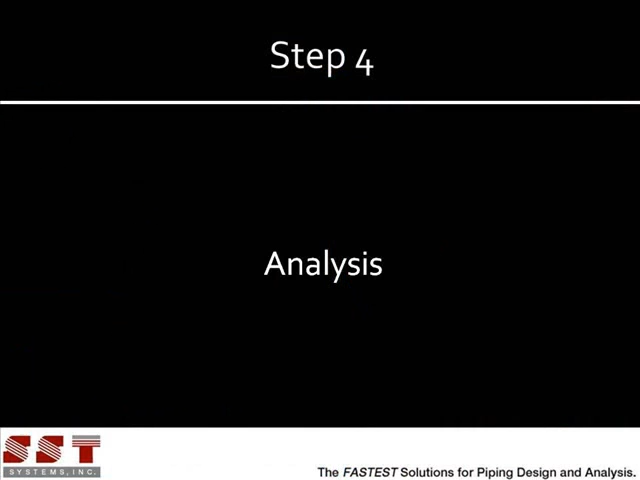 Step 4
Analysis
SST
SYSTEMS, INC.
The FASTEST Solutions for Piping Design and Analysis.